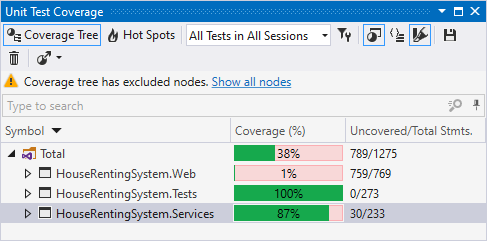 Unit Test Coverage
Coverage Tree Hot Spots All Tests in All Sessions
Coverage tree has excluded nodes. Show all nodes
Type to search
Symbol Coverage (%) Uncovered/Total Stmts.
Total 38% 789/1275
HouseRentingSystem.Web 1% 759/769
HouseRentingSystem.Tests 100% 0/273
HouseRentingSystem.Services 87% 30/233